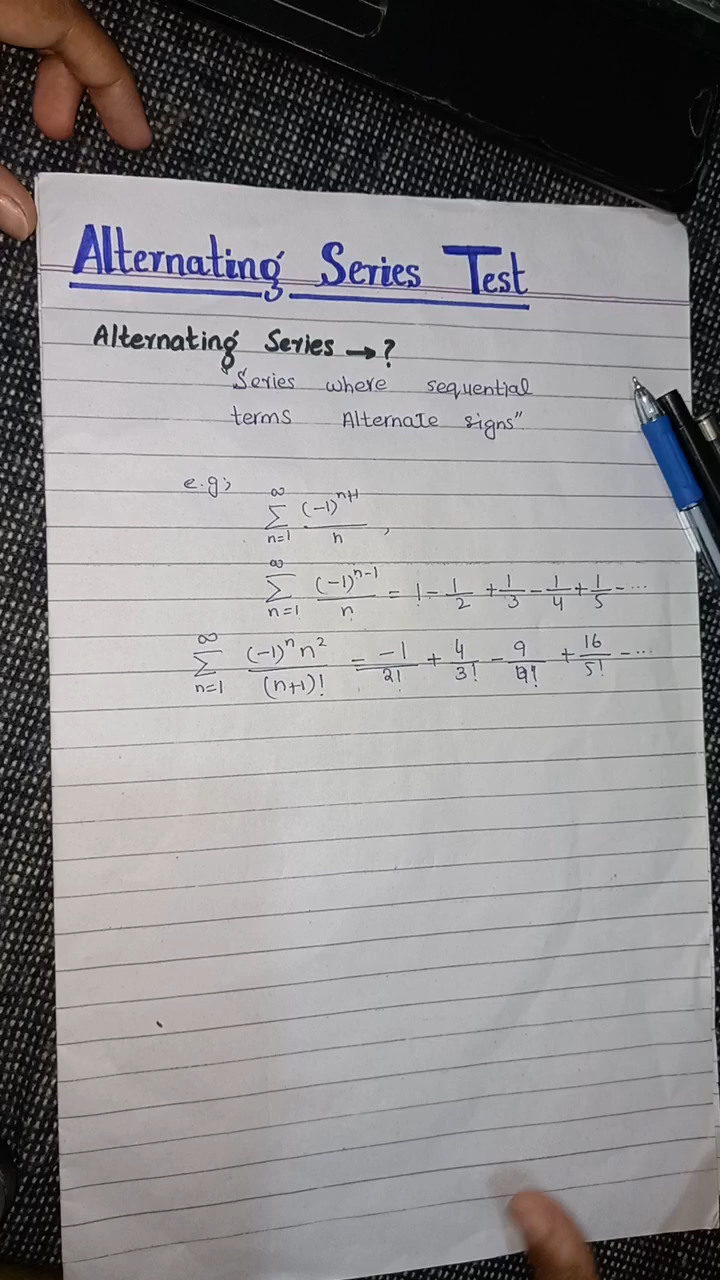 Alternating Series Test
Alternating Series → ?
"Series where sequential
terms Alternate signs"
e.g;
∞ Σ n=1 (-1)^{n+1} / n ,
∞ Σ n=1 (-1)^{n-1} / n = 1 - 1/2 + 1/3 - 1/4 + 1/5 - ...
∞ Σ n=1 (-1)^n n² / (n+1)! = -1/2! + 4/3! - 9/4! + 16/5! - ...